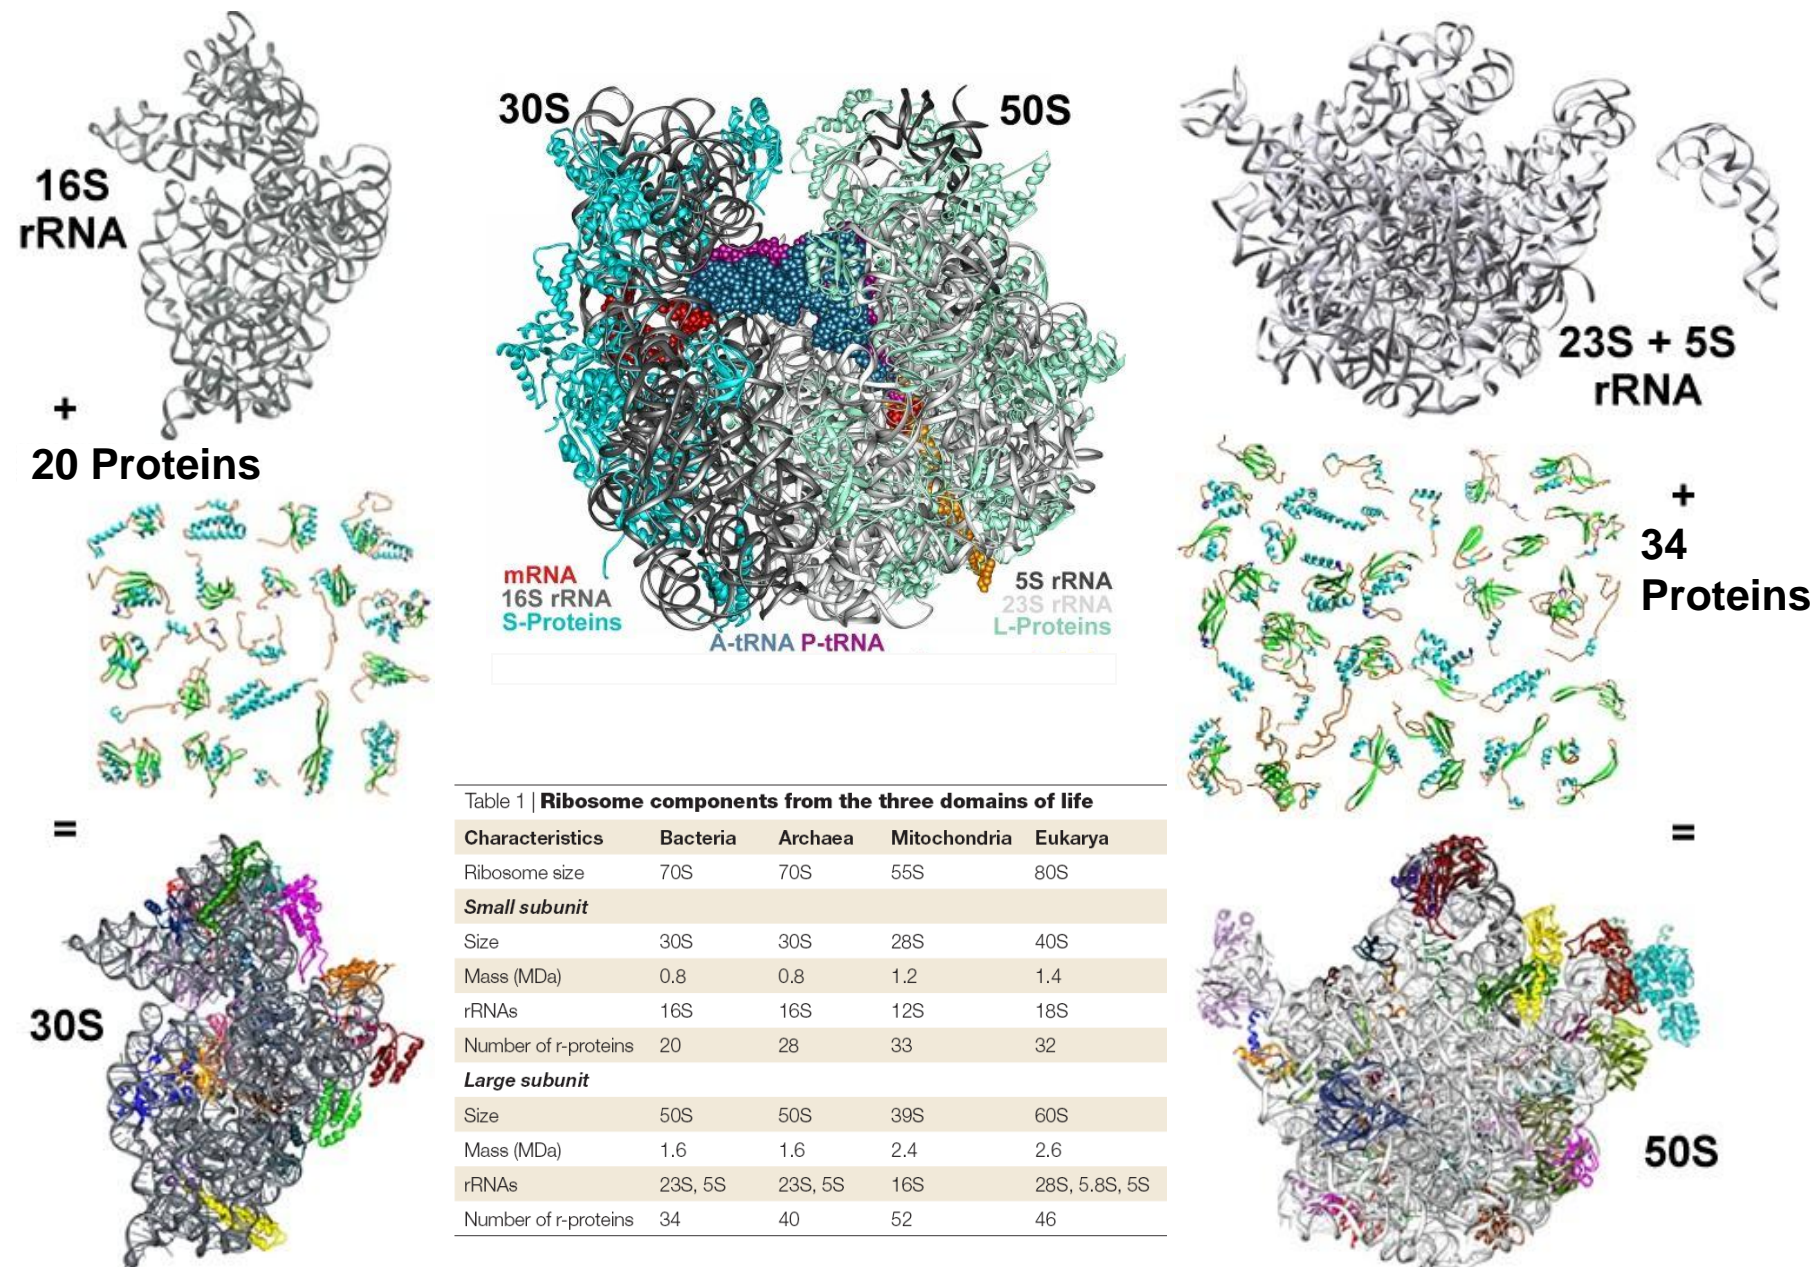 16S
rRNA
+
20 Proteins
=
30S
30S
50S
mRNA
16S rRNA
S-Proteins
A-tRNA P-tRNA
5S rRNA
23S rRNA
L-Proteins
23S + 5S
rRNA
+
34
Proteins
=
50S
Table 1 | Ribosome components from the three domains of life
Characteristics Bacteria Archaea Mitochondria Eukarya
Ribosome size 70S 70S 55S 80S
Small subunit
Size 30S 30S 28S 40S
Mass (MDa) 0.8 0.8 1.2 1.4
rRNAs 16S 16S 12S 18S
Number of r-proteins 20 28 33 32
Large subunit
Size 50S 50S 39S 60S
Mass (MDa) 1.6 1.6 2.4 2.6
rRNAs 23S, 5S 23S, 5S 16S 28S, 5.8S, 5S
Number of r-proteins 34 40 52 46